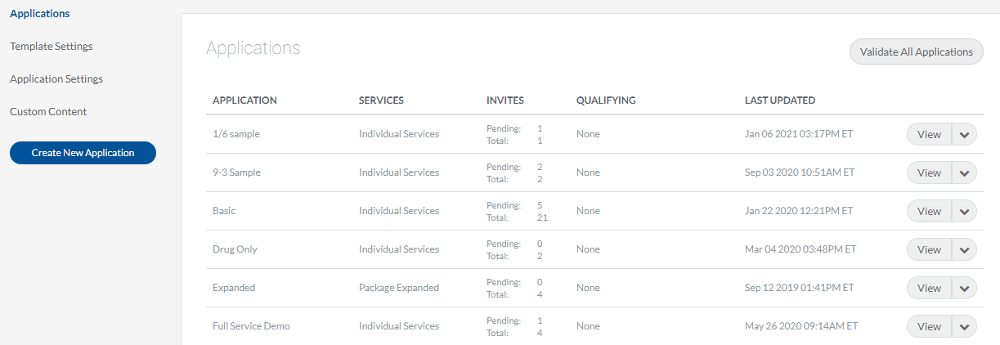 Applications
Template Settings
Application Settings
Custom Content
Create New Application
Applications
Validate All Applications
APPLICATION SERVICES INVITES QUALIFYING LAST UPDATED
1/6 sample Individual Services Pending: 1 None Jan 06 2021 03:17PM ET View
Total: 1
9-3 Sample Individual Services Pending: 2 None Sep 03 2020 10:51AM ET View
Total: 2
Basic Individual Services Pending: 5 None Jan 22 2020 12:21PM ET View
Total: 21
Drug Only Individual Services Pending: 0 None Mar 04 2020 03:48PM ET View
Total: 2
Expanded Package Expanded Pending: 0 None Sep 12 2019 01:41PM ET View
Total: 4
Full Service Demo Individual Services Pending: 1 None May 26 2020 09:14AM ET View
Total: 4